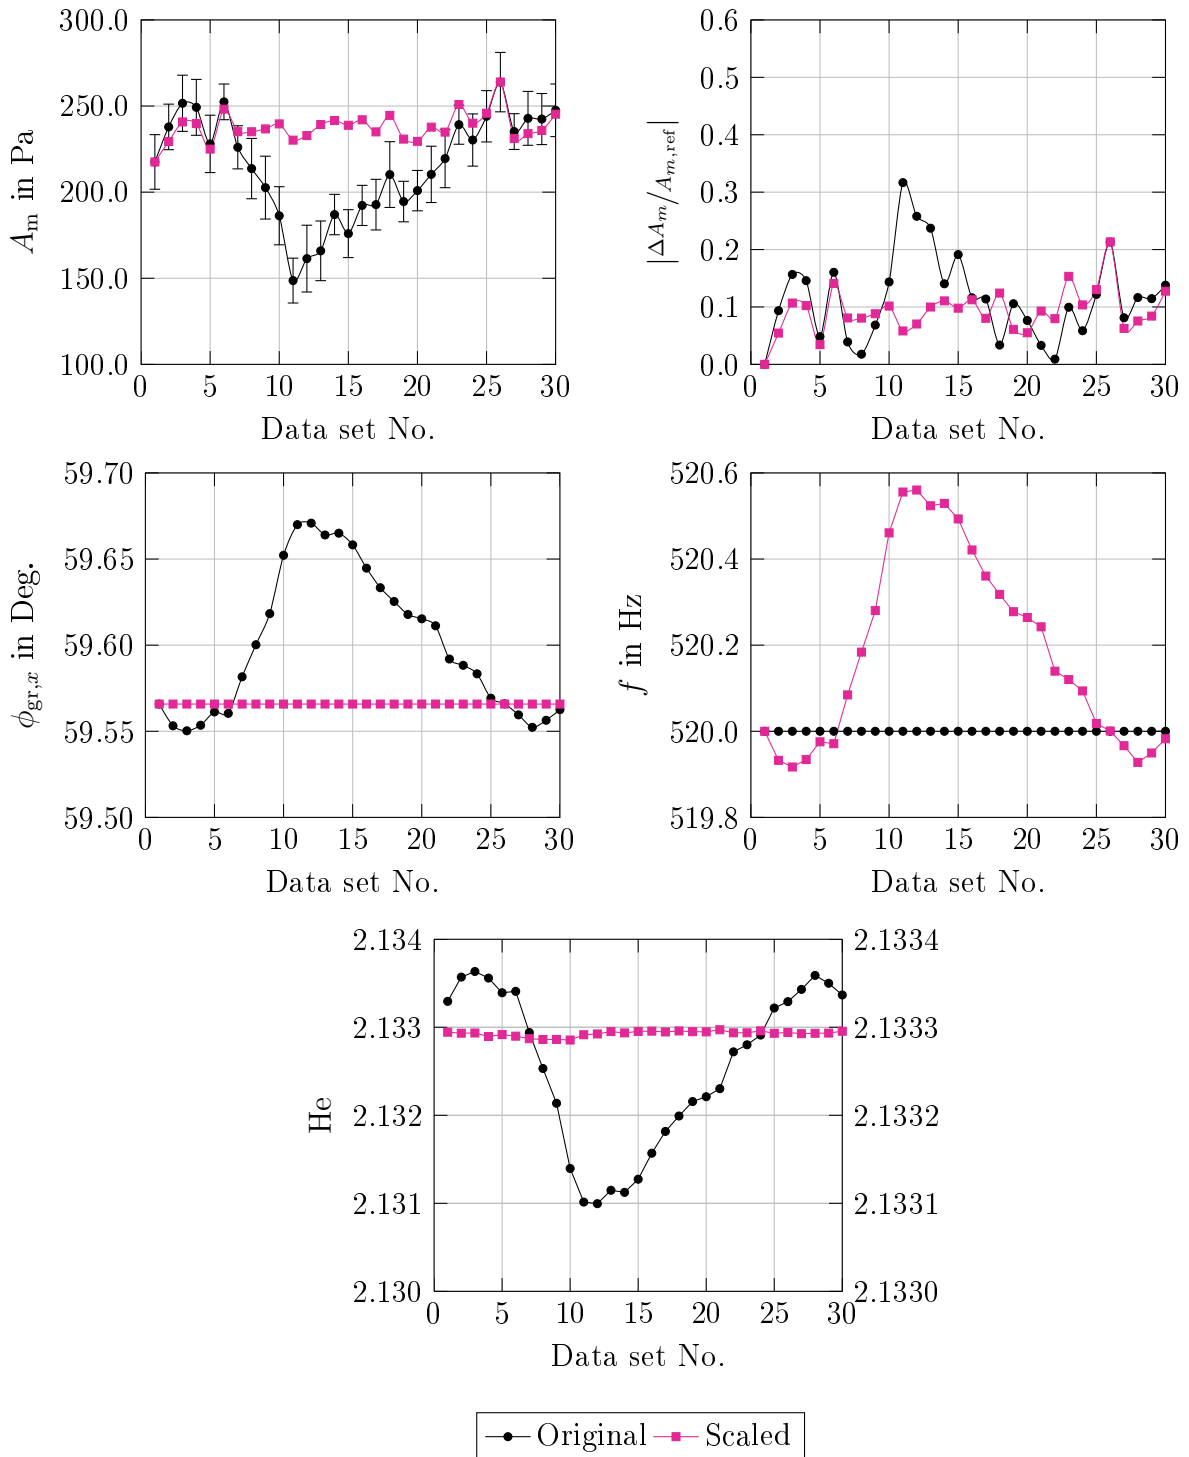 300.0
250.0
200.0
150.0
100.0
0 5 10 15 20 25 30
Data set No.
A_m in Pa
0.6
0.5
0.4
0.3
0.2
0.1
0.0
0 5 10 15 20 25 30
Data set No.
|ΔA_m/A_{m,ref}|
59.70
59.65
59.60
59.55
59.50
0 5 10 15 20 25 30
Data set No.
ϕ_{gr,x} in Deg.
520.6
520.4
520.2
520.0
519.8
0 5 10 15 20 25 30
Data set No.
f in Hz
2.134
2.133
2.132
2.131
2.130
0 5 10 15 20 25 30
Data set No.
He
2.1334
2.1333
2.1332
2.1331
2.1330
Original Scaled